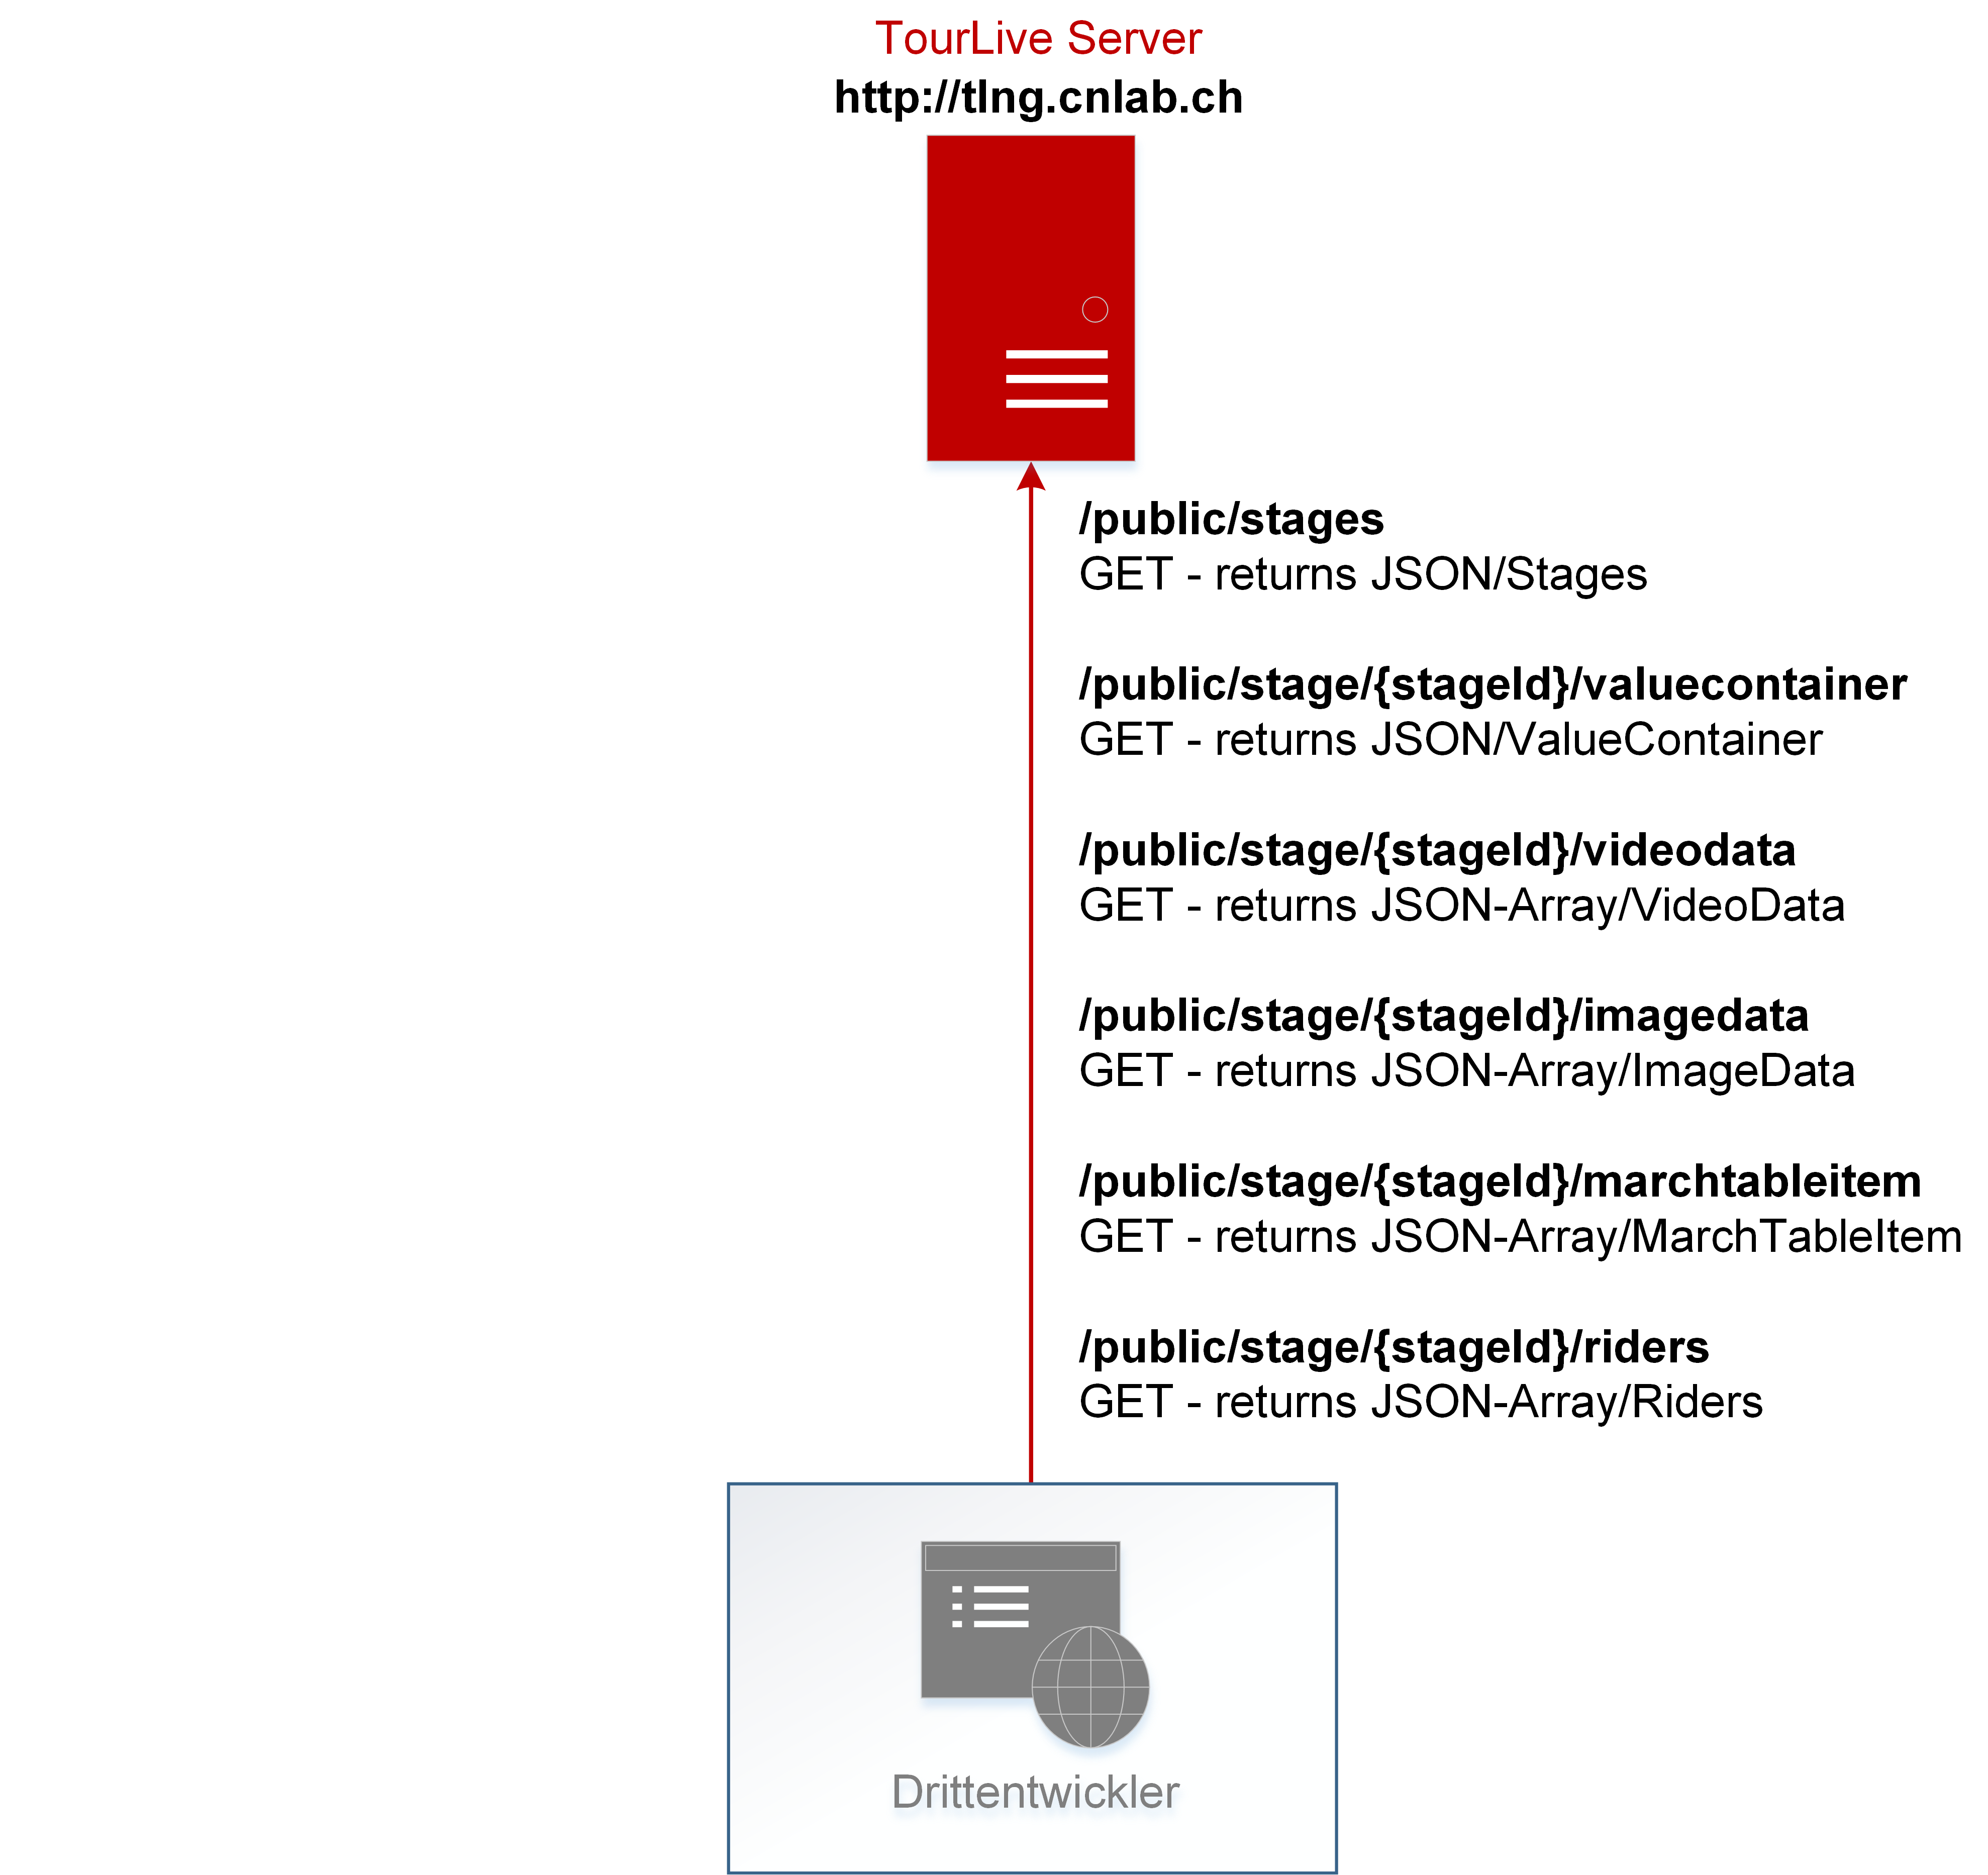 TourLive Server
http://tlng.cnlab.ch
/public/stages
GET - returns JSON/Stages
/public/stage/{stageId}/valuecontainer
GET - returns JSON/ValueContainer
/public/stage/{stageId}/videodata
GET - returns JSON-Array/VideoData
/public/stage/{stageId}/imagedata
GET - returns JSON-Array/ImageData
/public/stage/{stageId}/marchtableitem
GET - returns JSON-Array/MarchTableItem
/public/stage/{stageId}/riders
GET - returns JSON-Array/Riders
Drittentwickler